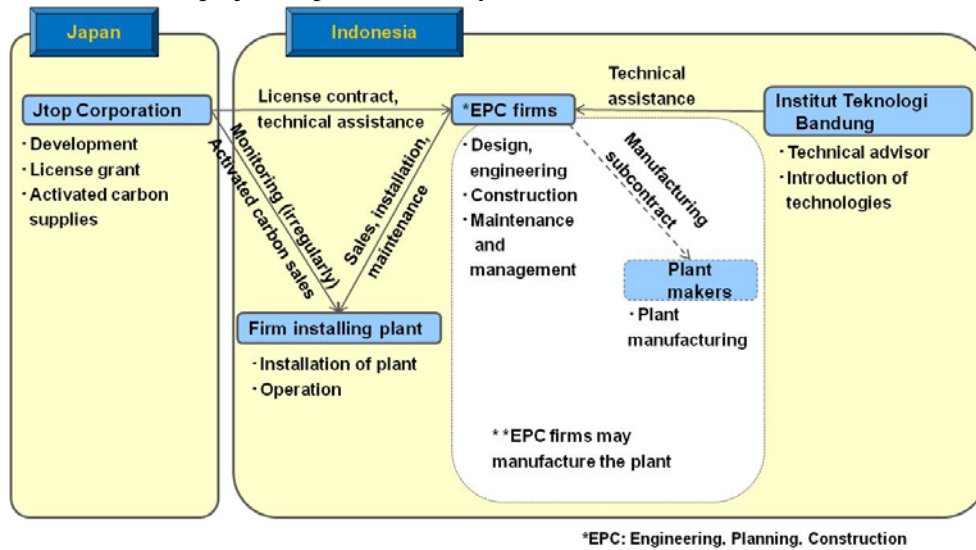 Japan
Indonesia
Jtop Corporation
・Development
・License grant
・Activated carbon
supplies
License contract,
technical assistance
Monitoring (irregularly)
Activated carbon sales
Sales, installation,
maintenance
*EPC firms
・Design,
engineering
・Construction
・Maintenance
and
management
Technical
assistance
Institut Teknologi
Bandung
・Technical advisor
・Introduction of
technologies
Manufacturing
subcontract
Plant
makers
・Plant
manufacturing
Firm installing plant
・Installation of plant
・Operation
**EPC firms may
manufacture the plant
*EPC: Engineering, Planning, Construction